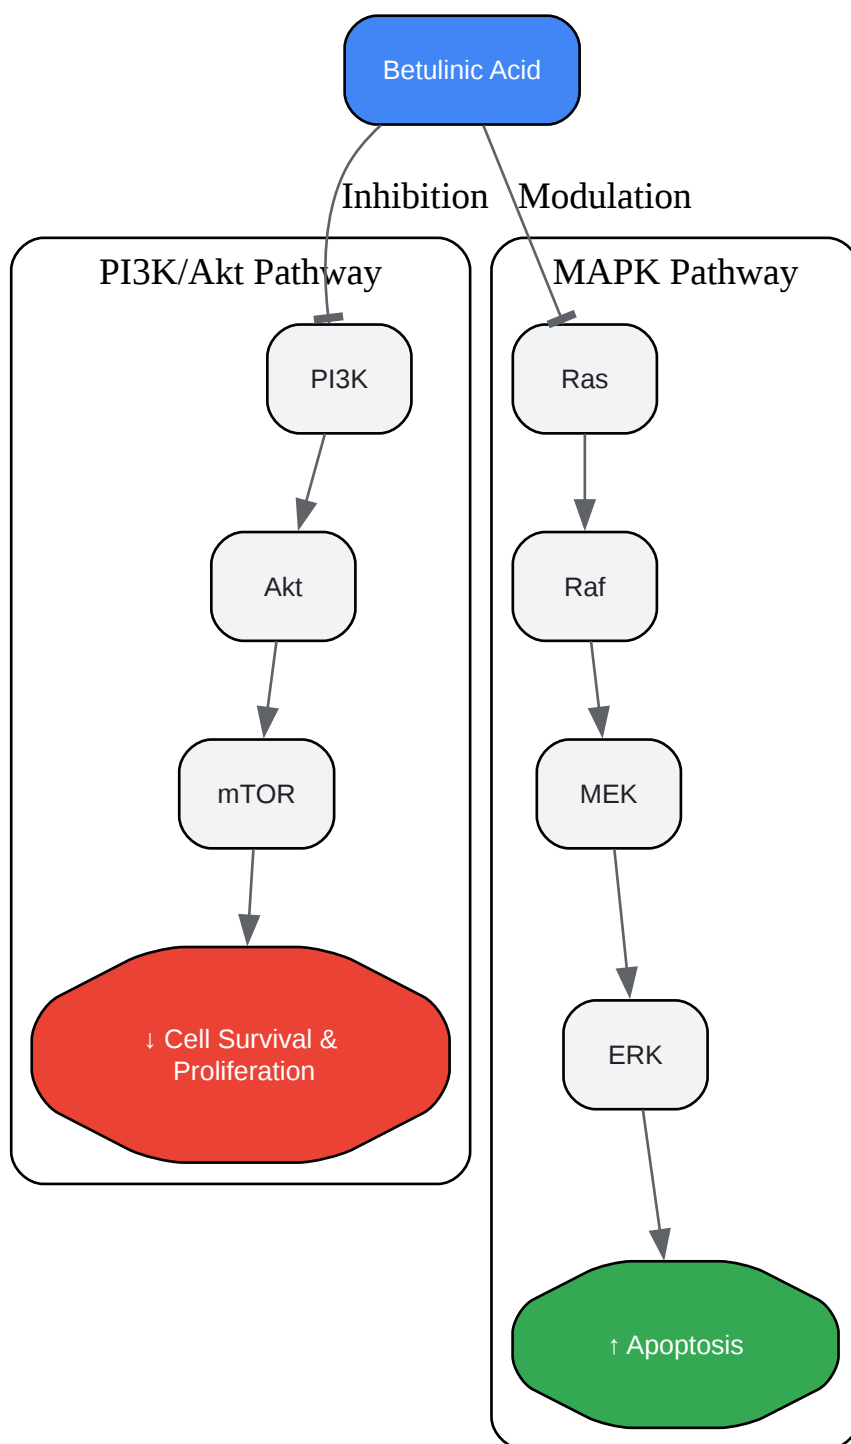 Betulinic Acid
Inhibition
Modulation
PI3K/Akt Pathway
PI3K
Akt
mTOR
↓ Cell Survival &
Proliferation
MAPK Pathway
Ras
Raf
MEK
ERK
↑ Apoptosis